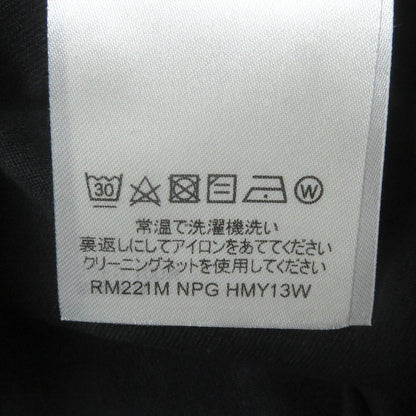 30 W
常温で洗濯機洗い
裏返しにしてアイロンをあててください
クリーニングネットを使用してください
RM221M NPG HMY13W